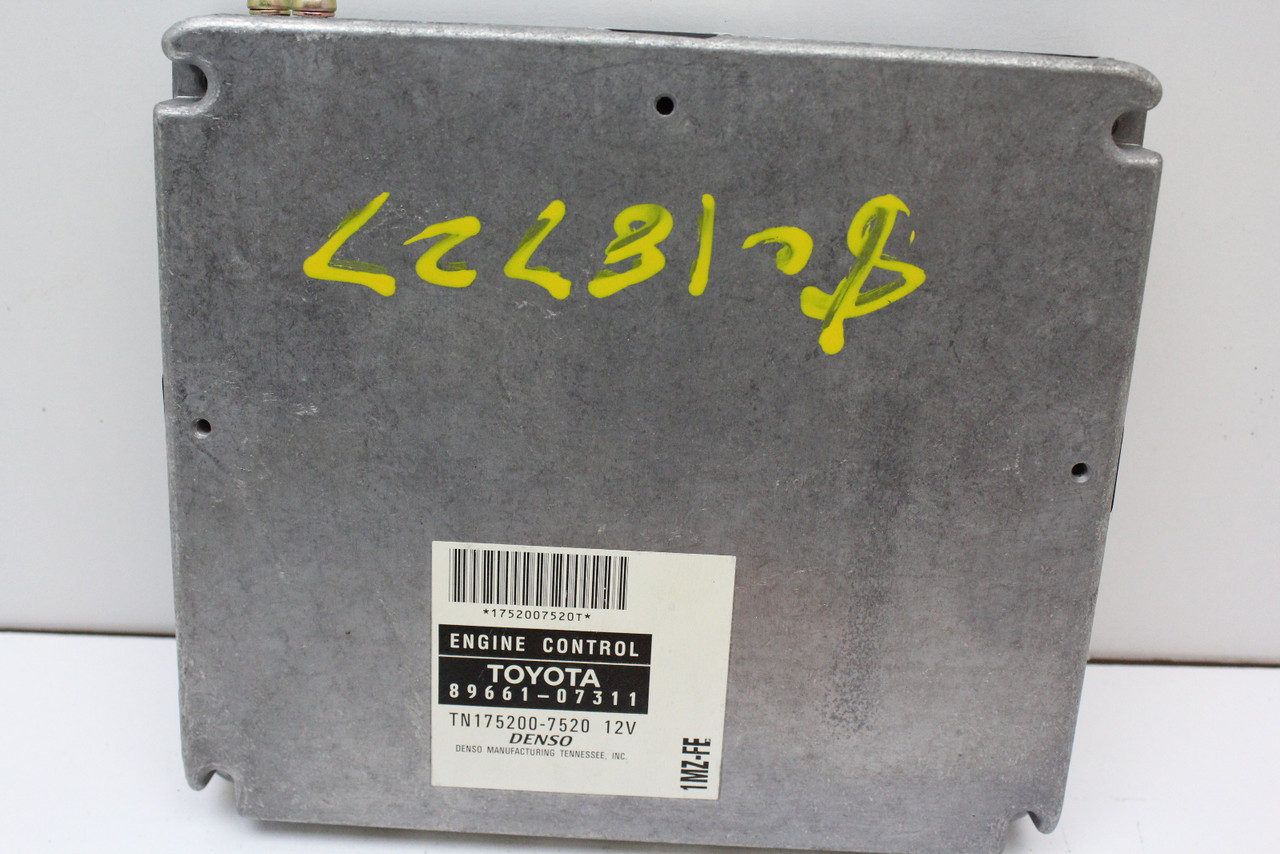 *1752007520T*
ENGINE CONTROL
TOYOTA
89661-07311
TN175200-7520 12V
DENSO
DENSO MANUFACTURING TENNESSEE, INC.
1MZ-FE